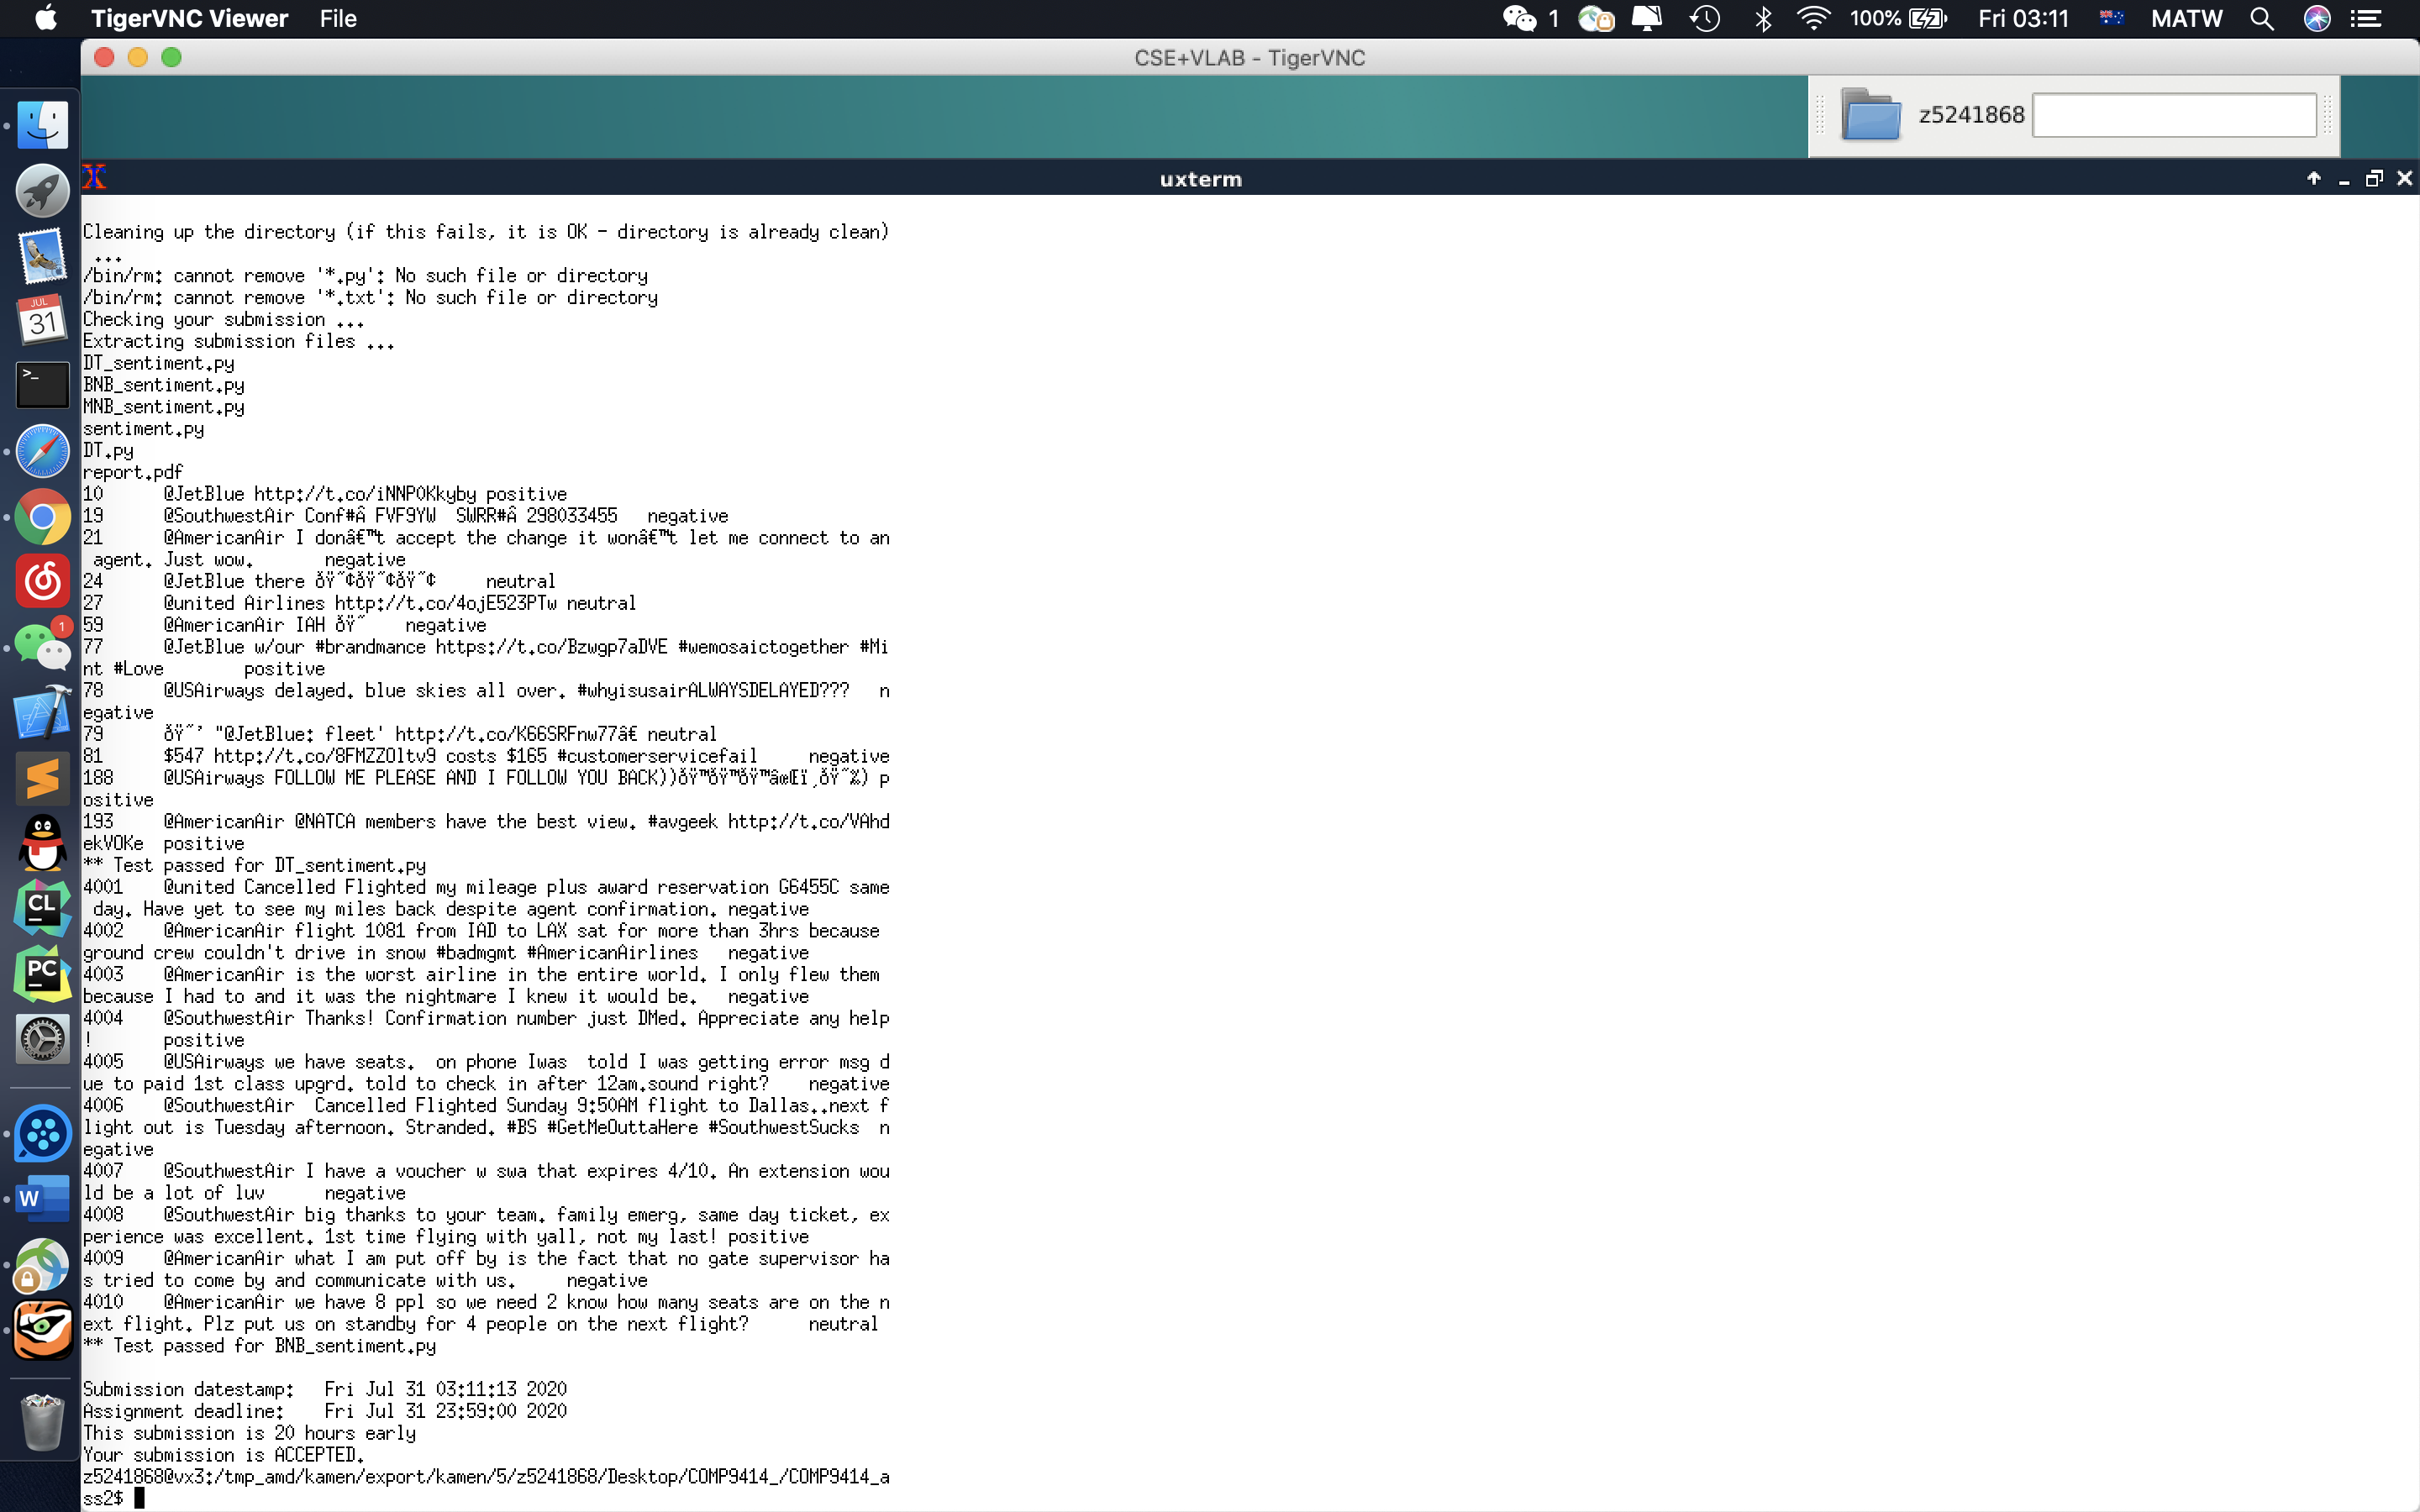 TigerVNC Viewer File 1 100% Fri 03:11 MATW
CSE+VLAB - TigerVNC
z5241868
uxterm
Cleaning up the directory (if this fails, it is OK - directory is already clean)
 ...
/bin/rm: cannot remove '*.py': No such file or directory
/bin/rm: cannot remove '*.txt': No such file or directory
Checking your submission ...
Extracting submission files ...
DT_sentiment.py
BNB_sentiment.py
MNB_sentiment.py
sentiment.py
DT.py
report.pdf
10 @JetBlue http://t.co/iNNPOKkyby positive
19 @SouthwestAir Conf#Â FVF9YW SWRR#Â 298033455 negative
21 @AmericanAir I donâ€™t accept the change it wonâ€™t let me connect to an
 agent. Just wow. negative
24 @JetBlue there ðŸ˜¢ðŸ˜¢ðŸ˜¢ neutral
27 @united Airlines http://t.co/4ojE523PTw neutral
59 @AmericanAir IAH ðŸ˜ negative
77 @JetBlue w/our #brandmance https://t.co/Bzwgp7aDVE #wemosaictogether #Mi
nt #Love positive
78 @USAirways delayed. blue skies all over. #whyisusairALWAYSDELAYED??? n
egative
79 ðŸ˜’ "@JetBlue: fleet' http://t.co/K66SRFnw77â€ neutral
81 $547 http://t.co/8FMZZOltv9 costs $165 #customerservicefail negative
188 @USAirways FOLLOW ME PLEASE AND I FOLLOW YOU BACK))ðŸ™ðŸ™ðŸ™âœŒï¸ðŸ˜‰) p
ositive
193 @AmericanAir @NATCA members have the best view. #avgeek http://t.co/VAhd
ekVOKe positive
** Test passed for DT_sentiment.py
4001 @united Cancelled Flighted my mileage plus award reservation G6455C same
 day. Have yet to see my miles back despite agent confirmation. negative
4002 @AmericanAir flight 1081 from IAD to LAX sat for more than 3hrs because
ground crew couldn't drive in snow #badmgmt #AmericanAirlines negative
4003 @AmericanAir is the worst airline in the entire world. I only flew them
because I had to and it was the nightmare I knew it would be. negative
4004 @SouthwestAir Thanks! Confirmation number just DMed. Appreciate any help
! positive
4005 @USAirways we have seats. on phone Iwas told I was getting error msg d
ue to paid 1st class upgrd. told to check in after 12am.sound right? negative
4006 @SouthwestAir Cancelled Flighted Sunday 9:50AM flight to Dallas..next f
light out is Tuesday afternoon. Stranded. #BS #GetMeOuttaHere #SouthwestSucks n
egative
4007 @SouthwestAir I have a voucher w swa that expires 4/10. An extension wou
ld be a lot of luv negative
4008 @SouthwestAir big thanks to your team. family emerg, same day ticket, ex
perience was excellent. 1st time flying with yall, not my last! positive
4009 @AmericanAir what I am put off by is the fact that no gate supervisor ha
s tried to come by and communicate with us. negative
4010 @AmericanAir we have 8 ppl so we need 2 know how many seats are on the n
ext flight. Plz put us on standby for 4 people on the next flight? neutral
** Test passed for BNB_sentiment.py
Submission datestamp: Fri Jul 31 03:11:13 2020
Assignment deadline: Fri Jul 31 23:59:00 2020
This submission is 20 hours early
Your submission is ACCEPTED.
z5241868@vx3:/tmp_amd/kamen/export/kamen/5/z5241868/Desktop/COMP9414_/COMP9414_a
ss2$
JUL
31
>_
1
CL
PC
W